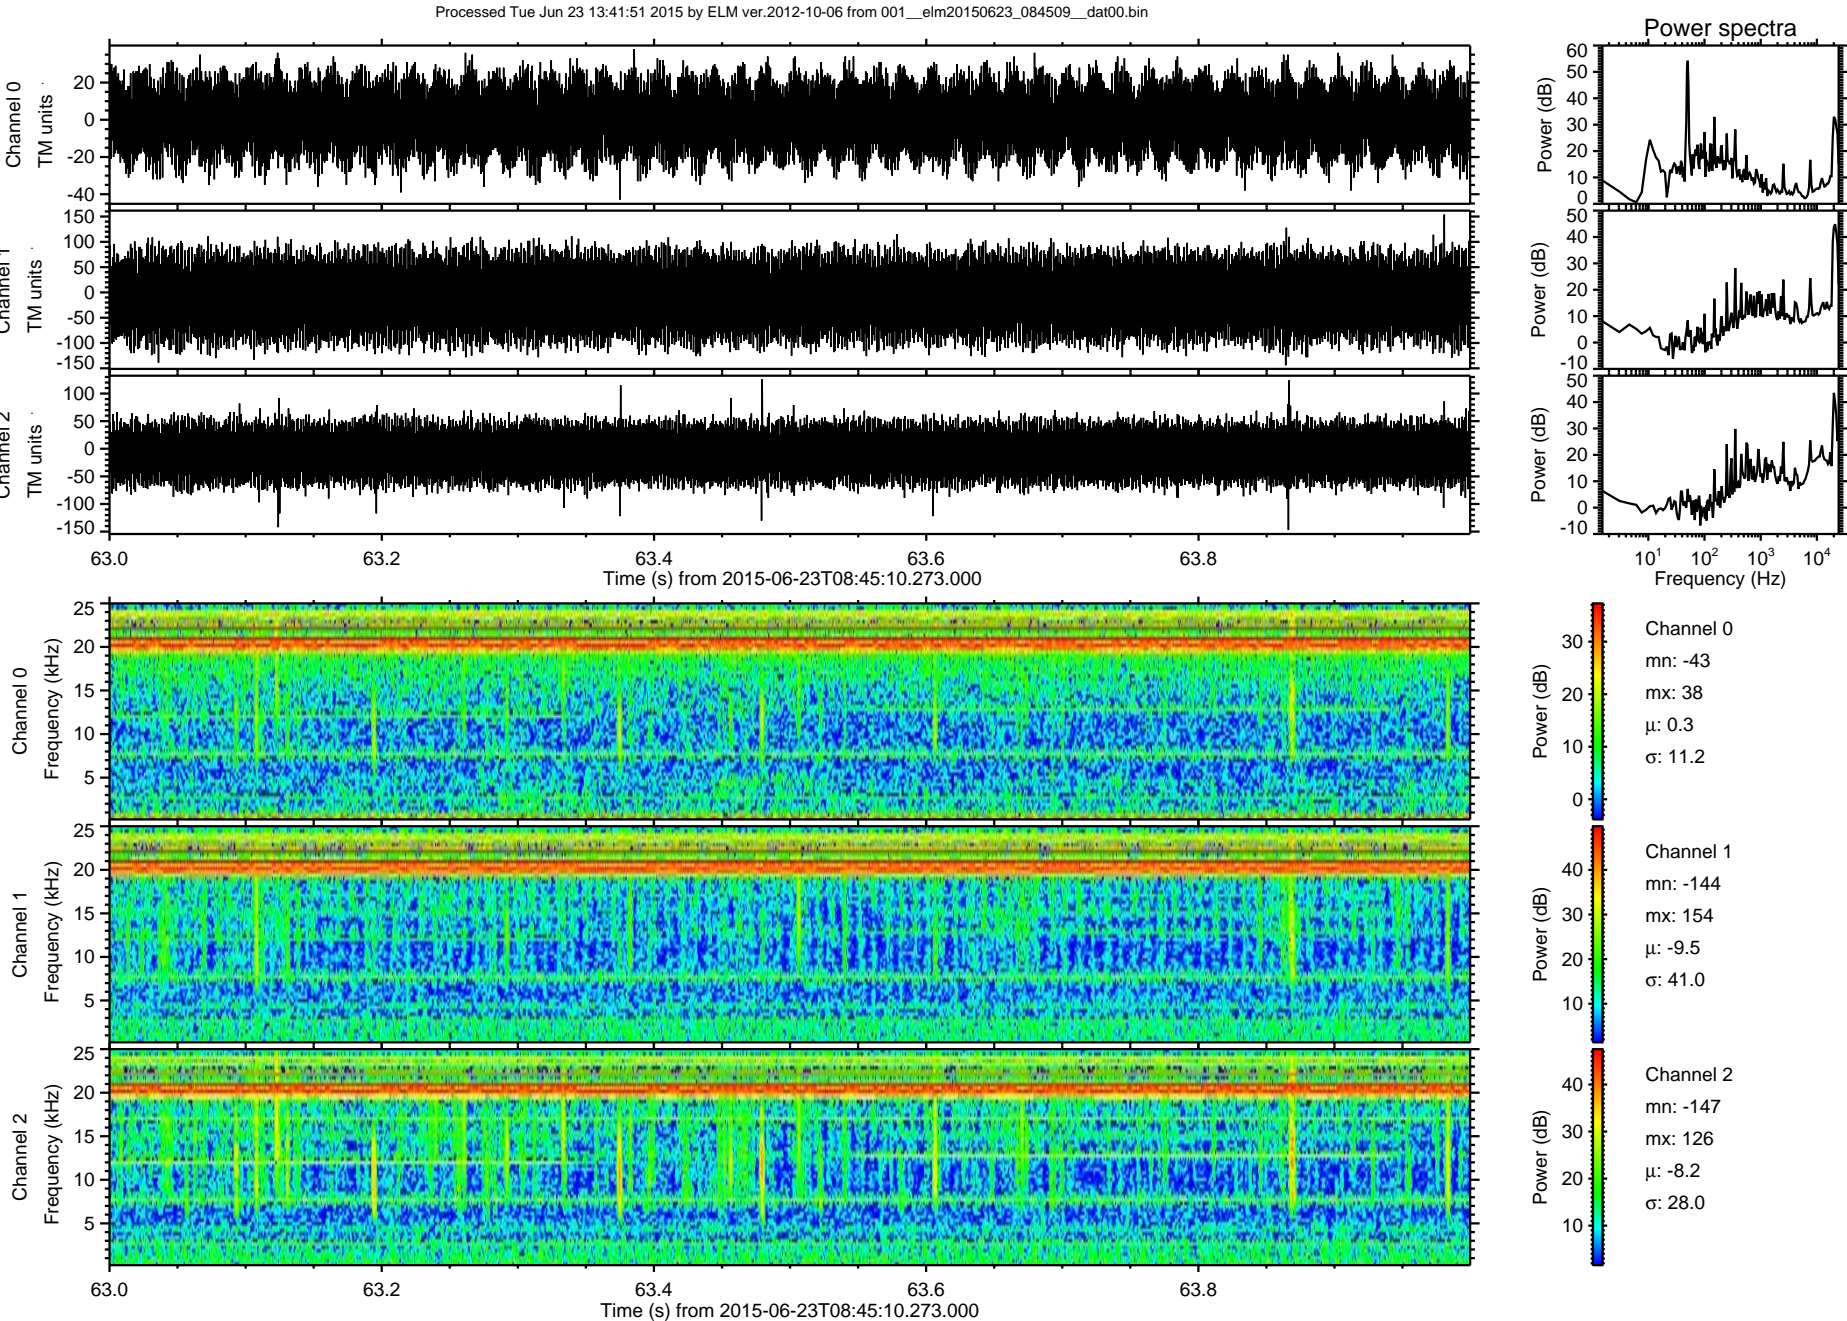 Processed Tue Jun 23 13:41:51 2015 by ELM ver.2012-10-06 from 001__elm20150623_084509__dat00.bin
Power spectra
Channel 0
TM units
20
0
-20
-40
Power (dB)
60
50
40
30
20
10
0
Channel 1
TM units
150
100
50
0
-50
-100
-150
Power (dB)
50
40
30
20
10
0
-10
Channel 2
TM units
100
50
0
-50
-100
-150
Power (dB)
50
40
30
20
10
0
-10
63.0 63.2 63.4 63.6 63.8
Time (s) from 2015-06-23T08:45:10.273.000
10¹ 10² 10³ 10⁴
Frequency (Hz)
Channel 0
Frequency (kHz)
25
20
15
10
5
Power (dB)
30
20
10
0
Channel 0
mn: -43
mx: 38
μ: 0.3
σ: 11.2
Channel 1
Frequency (kHz)
25
20
15
10
5
Power (dB)
40
30
20
10
Channel 1
mn: -144
mx: 154
μ: -9.5
σ: 41.0
Channel 2
Frequency (kHz)
25
20
15
10
5
Power (dB)
40
30
20
10
Channel 2
mn: -147
mx: 126
μ: -8.2
σ: 28.0
63.0 63.2 63.4 63.6 63.8
Time (s) from 2015-06-23T08:45:10.273.000